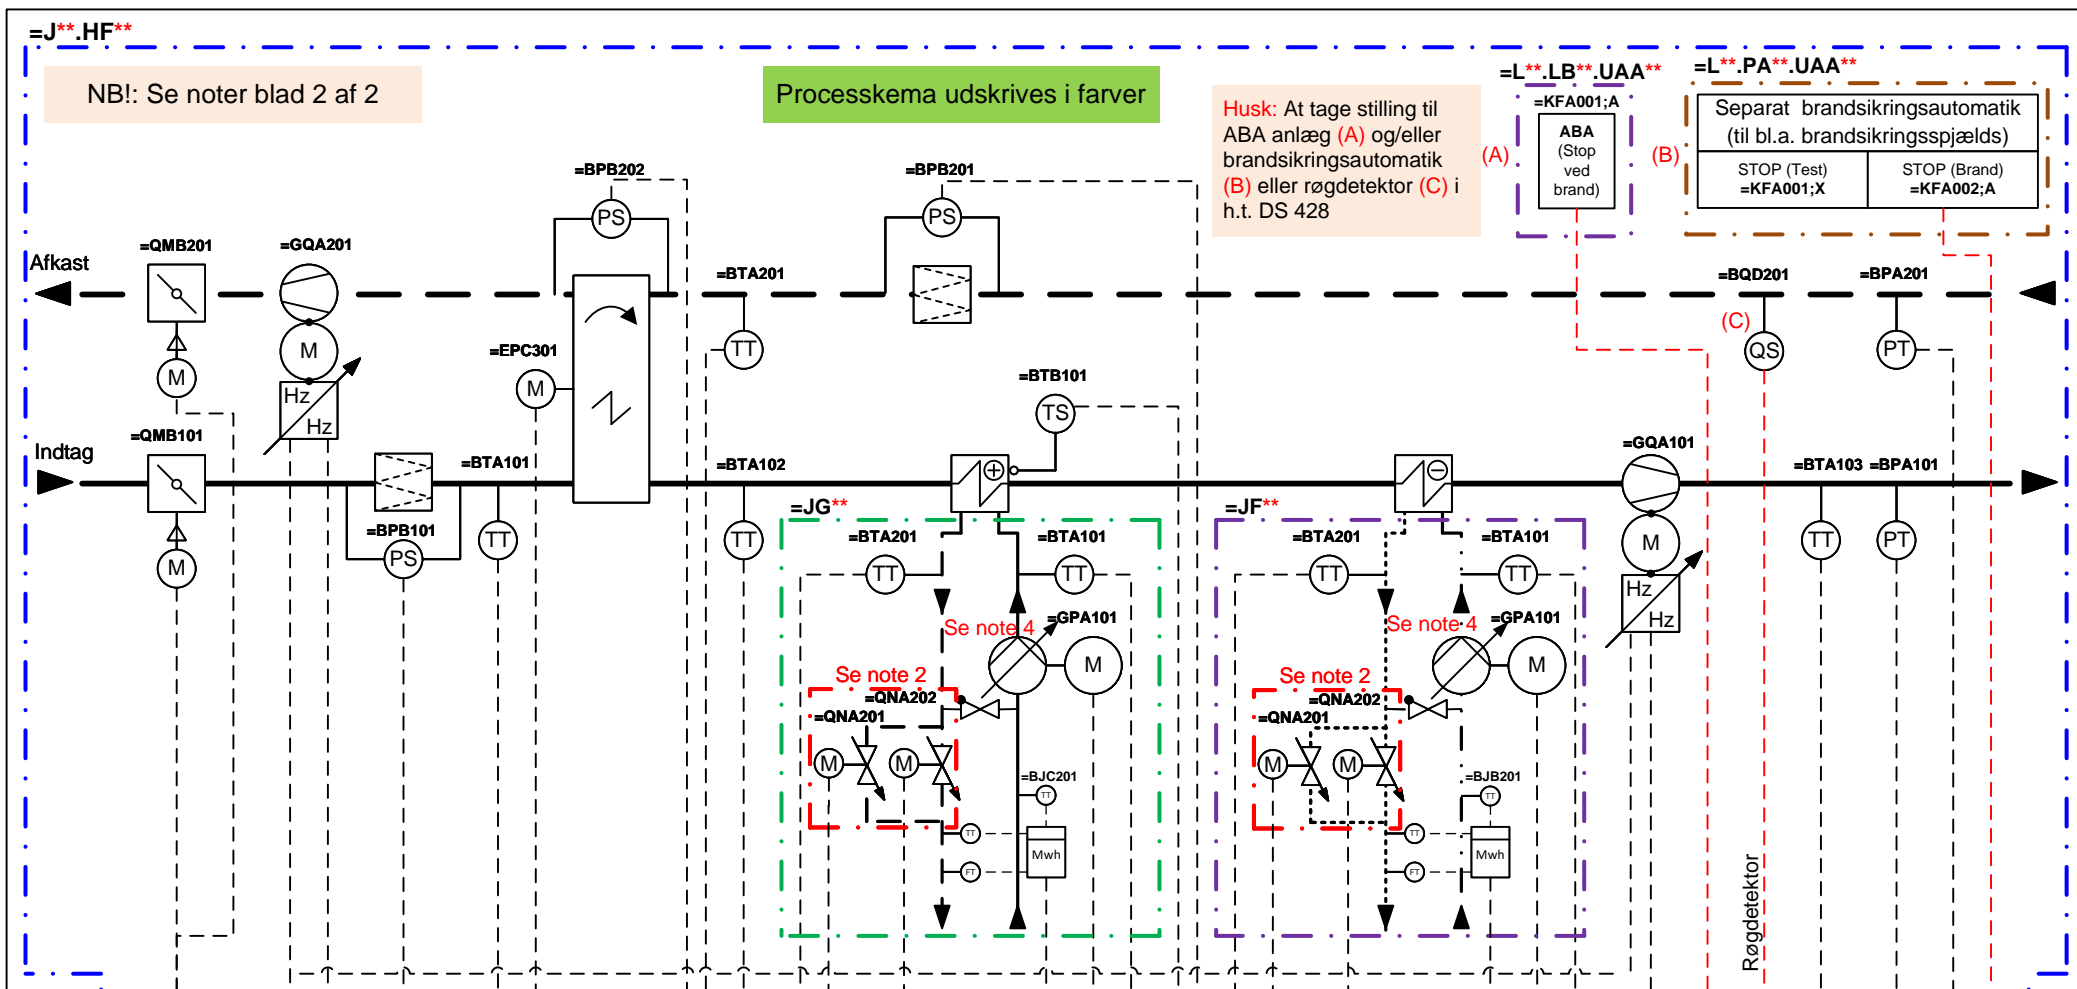 =J**.HF**
NB!: Se noter blad 2 af 2
Processkema udskrives i farver
Husk: At tage stilling til
ABA anlæg (A) og/eller
brandsikringsautomatik
(B) eller røgdetektor (C) i
h.t. DS 428
=L**.LB**.UAA**
=KFA001;A
(A)
ABA
(Stop
ved
brand)
=L**.PA**.UAA**
(B)
Separat brandsikringsautomatik
(til bl.a. brandsikringsspjælds)
STOP (Test)
=KFA001;X
STOP (Brand)
=KFA002;A
=BPB202
PS
=BPB201
PS
=QMB201
=GQA201
Afkast
M
M
Hz
Hz
=EPC301
M
=BTA201
TT
=BQD201
(C)
QS
=BPA201
PT
=BTB101
TS
=QMB101
Indtag
M
=BPB101
PS
=BTA101
TT
=BTA102
TT
=GQA101
M
Hz
Hz
=BTA103
TT
=BPA101
PT
=JG**
=BTA201
TT
=BTA101
TT
Se note 4
=GPA101
M
Se note 2
=QNA202
=QNA201
M
M
=BJC201
TT
TT
Mwh
FT
=JF**
=BTA201
TT
=BTA101
TT
Se note 4
=GPA101
M
Se note 2
=QNA202
=QNA201
M
M
=BJB201
TT
TT
Mwh
FT
Røgdetektor